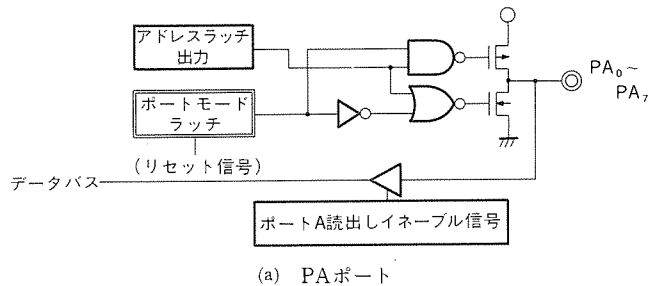 アドレスラッチ
出力
PA₀～
PA₇
ポートモード
ラッチ
(リセット信号)
データバス
ポートA読出しイネーブル信号
(a) PAポート